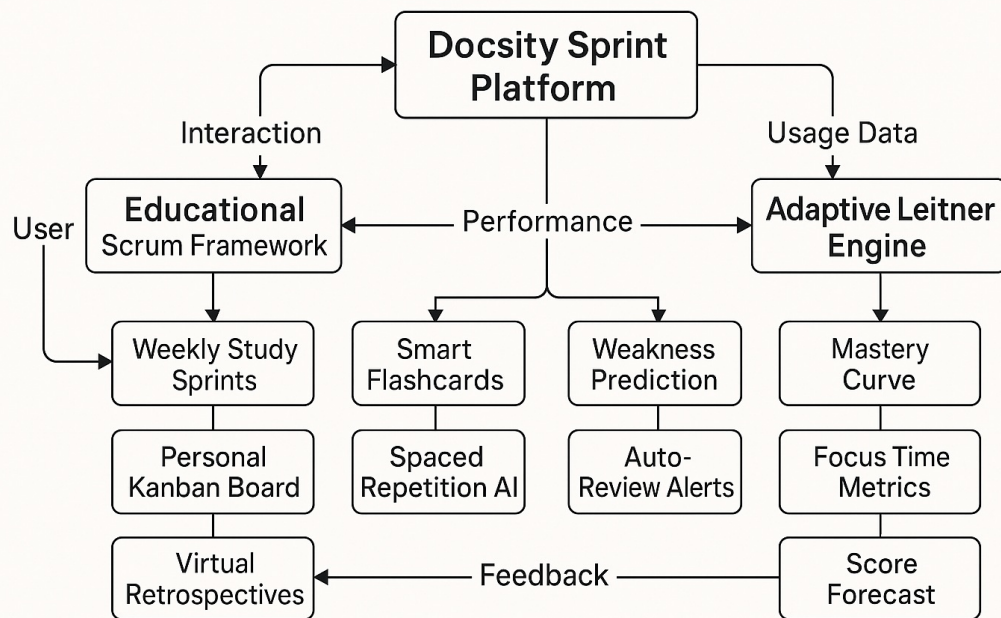 Docsity Sprint
Platform
Interaction
Usage Data
User
Educational
Scrum Framework
Performance
Adaptive Leitner
Engine
Weekly Study
Sprints
Smart
Flashcards
Weakness
Prediction
Mastery
Curve
Personal
Kanban Board
Spaced
Repetition AI
Auto-
Review Alerts
Focus Time
Metrics
Virtual
Retrospectives
Feedback
Score
Forecast